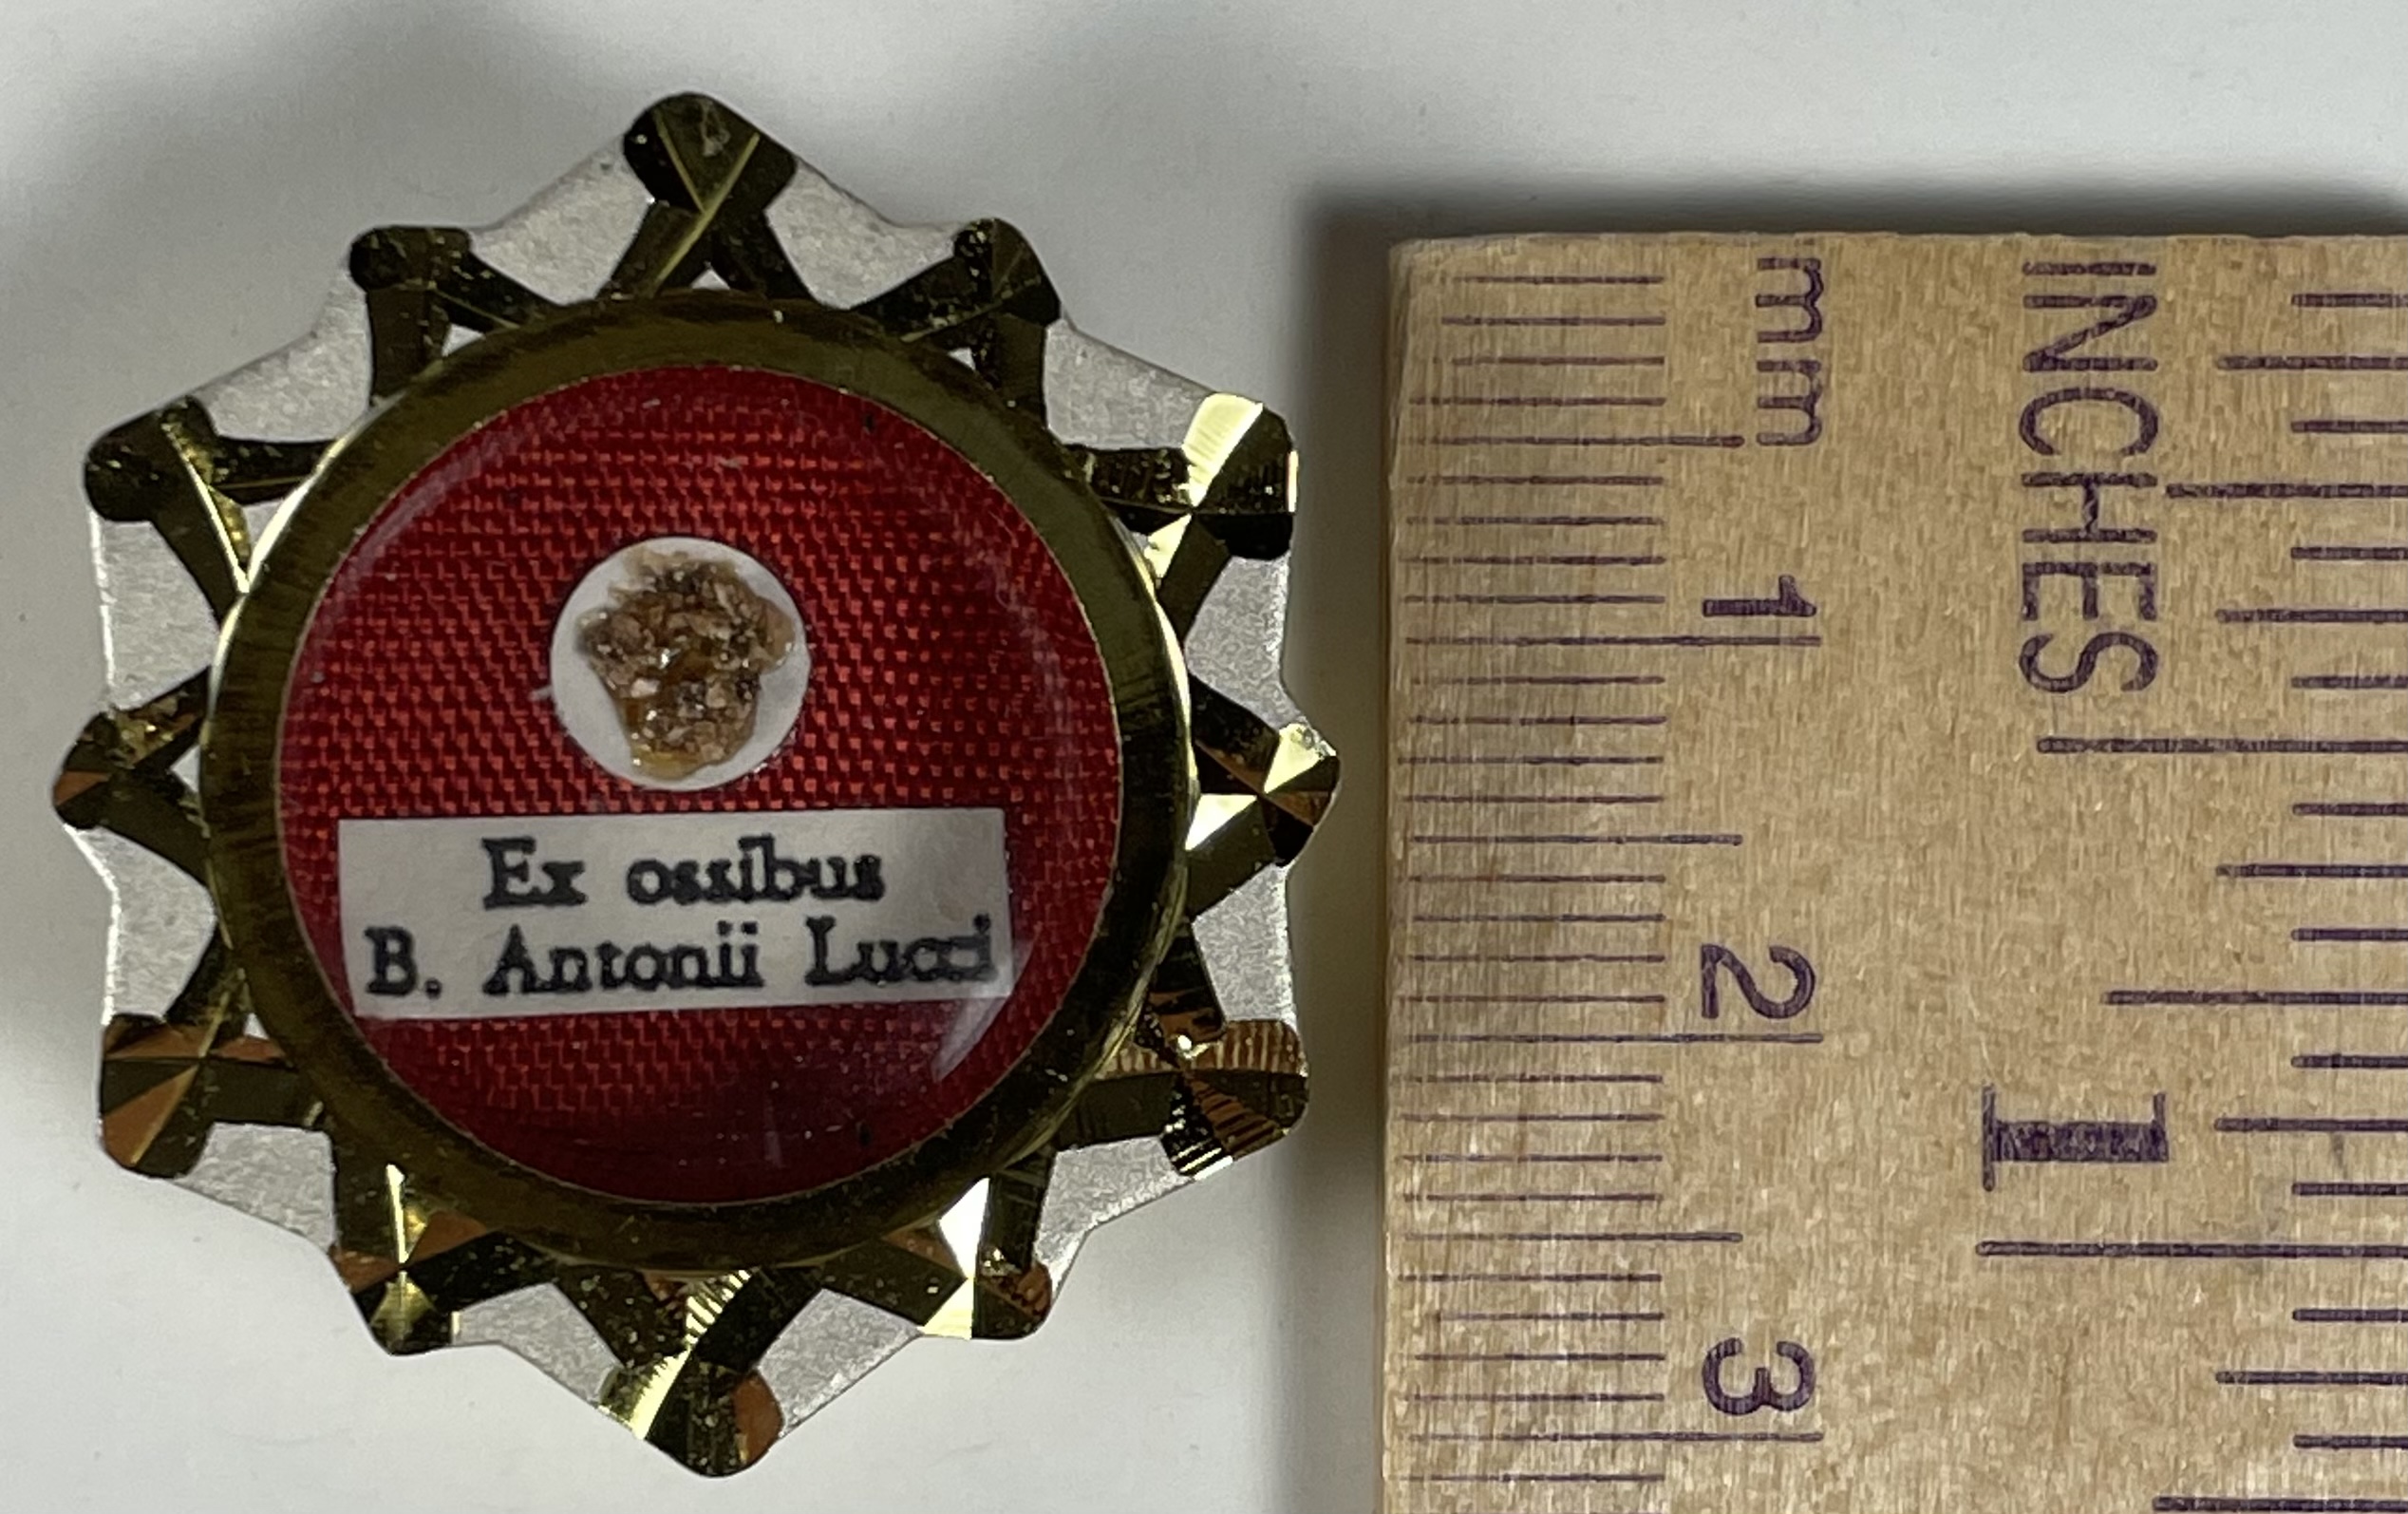 Ex ossibus
B. Antonii Lucci
mm
1
2
3
INCHES
1